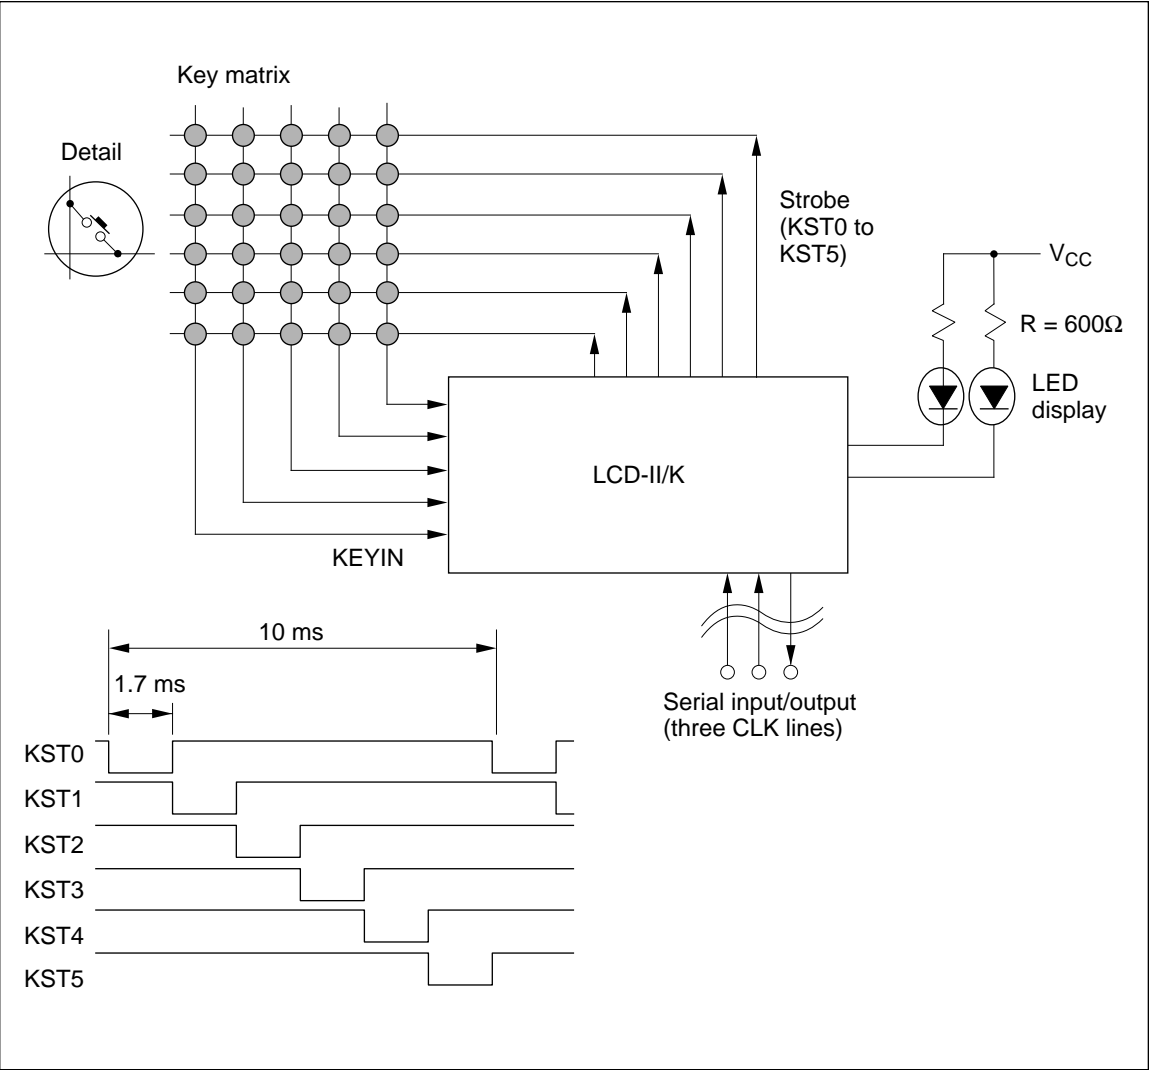 Key matrix
Detail
Strobe
(KST0 to
KST5)
VCC
R = 600Ω
LED
display
LCD-II/K
KEYIN
Serial input/output
(three CLK lines)
10 ms
1.7 ms
KST0
KST1
KST2
KST3
KST4
KST5